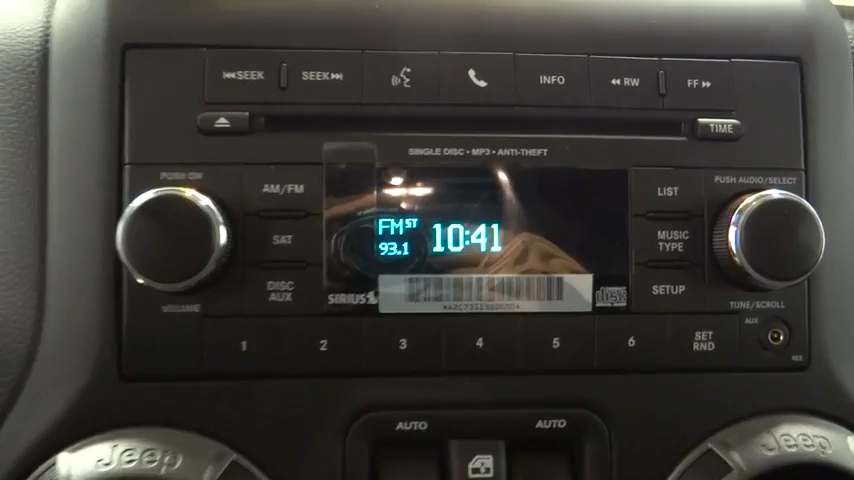 SEEK
SEEK
INFO
RW
FF
TIME
SINGLE DISC • MP3 • ANTI-THEFT
PUSH ON
AM/FM
LIST
PUSH AUDIO/SELECT
FM ST
10:41
93.1
SAT
MUSIC
TYPE
DISC
AUX
SETUP
SIRIUS
disc
VOLUME
TUNE/SCROLL
1
2
3
4
5
6
SET
RND
AUX
RES
AUTO
AUTO
Jeep
Jeep